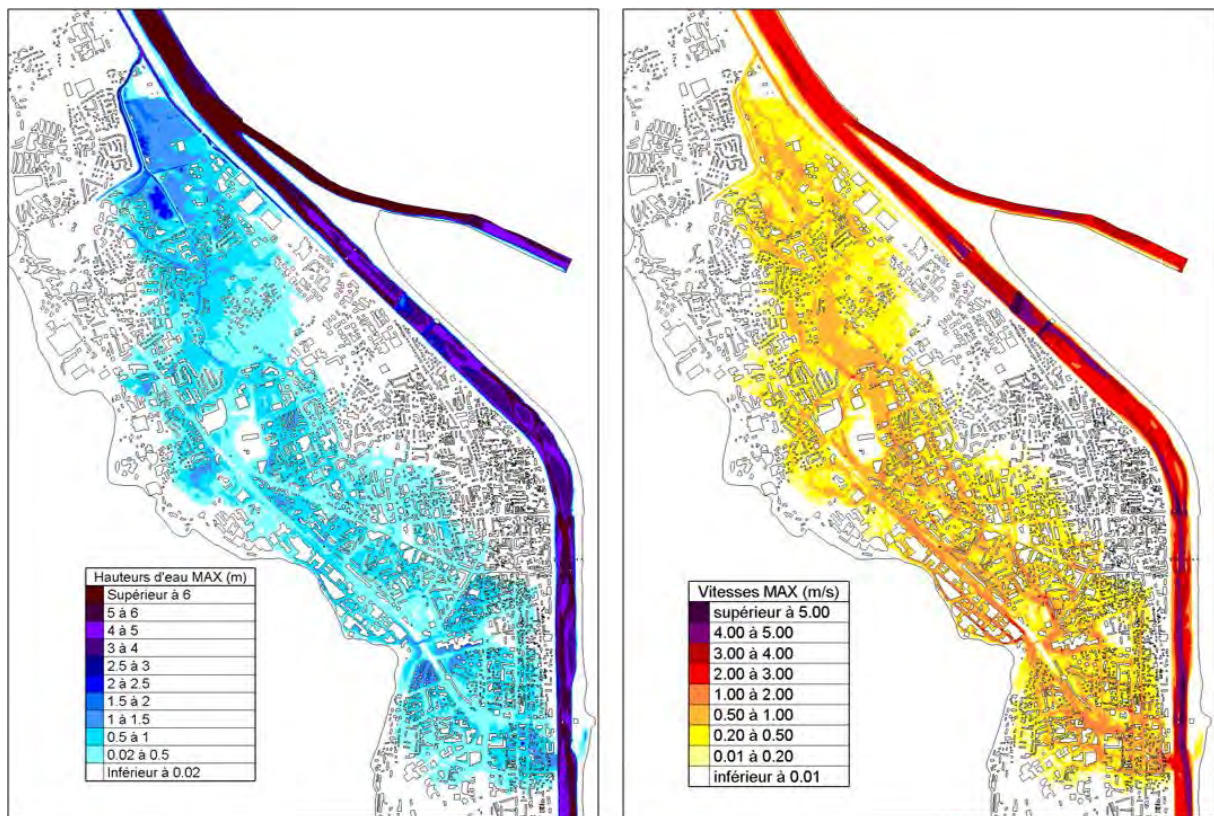 Hauteurs d'eau MAX (m)
Supérieur à 6
5 à 6
4 à 5
3 à 4
2.5 à 3
2 à 2.5
1.5 à 2
1 à 1.5
0.5 à 1
0.02 à 0.5
Inférieur à 0.02
Vitesses MAX (m/s)
supérieur à 5.00
4.00 à 5.00
3.00 à 4.00
2.00 à 3.00
1.00 à 2.00
0.50 à 1.00
0.20 à 0.50
0.01 à 0.20
inférieur à 0.01